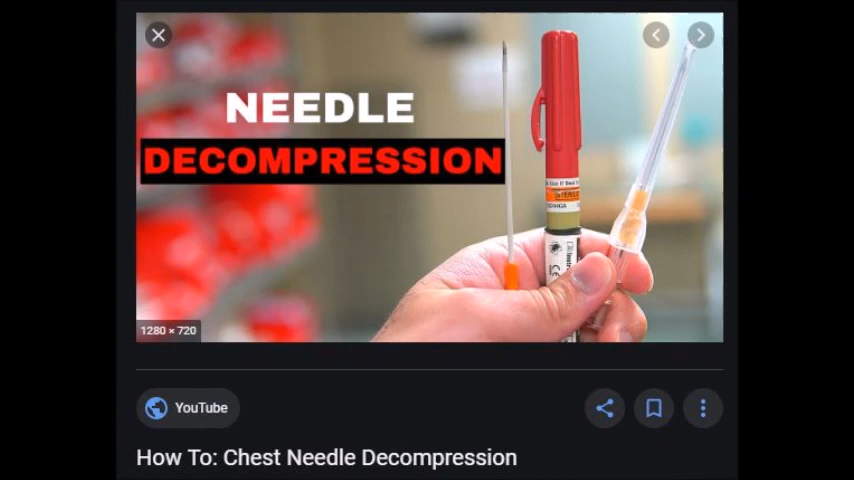 NEEDLE
DECOMPRESSION
1280 × 720
YouTube
How To: Chest Needle Decompression